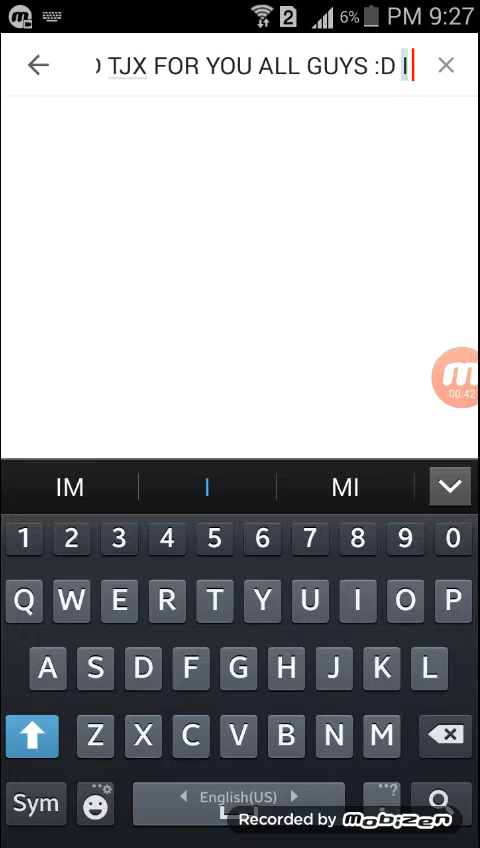 2 6% PM 9:27
TJX FOR YOU ALL GUYS :D I
00:42
IM I MI
1 2 3 4 5 6 7 8 9 0
Q W E R T Y U I O P
A S D F G H J K L
Z X C V B N M
Sym English(US) ...?
Recorded by mobizen